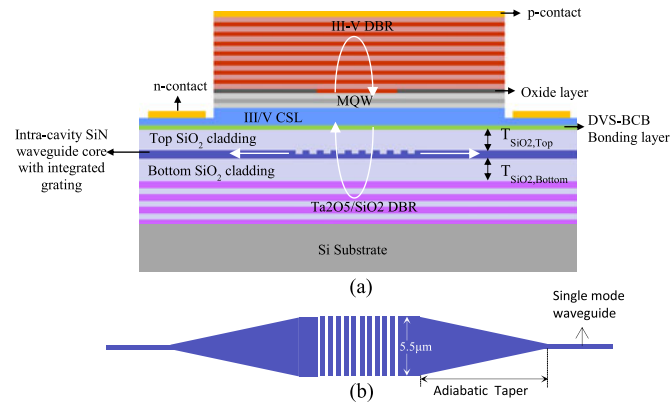 p-contact
III-V DBR
n-contact
Oxide layer
MQW
III/V CSL
DVS-BCB
Bonding layer
Intra-cavity SiN
waveguide core
with integrated
grating
Top SiO2 cladding
TSiO2,Top
Bottom SiO2 cladding
TSiO2,Bottom
Ta2O5/SiO2 DBR
Si Substrate
(a)
Single mode
waveguide
5.5μm
Adiabatic Taper
(b)